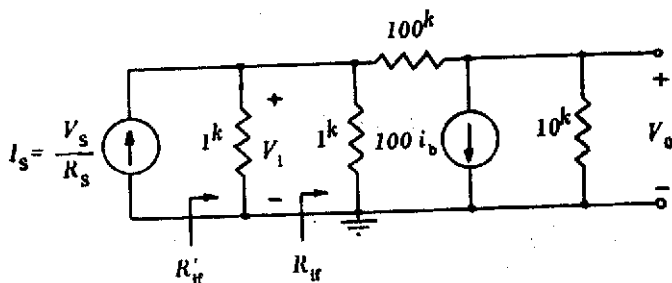 100k
I_s = V_s / R_s
1k
+
V_1
-
1k
100 i_b
10k
+
V_o
-
R'_if
R_if